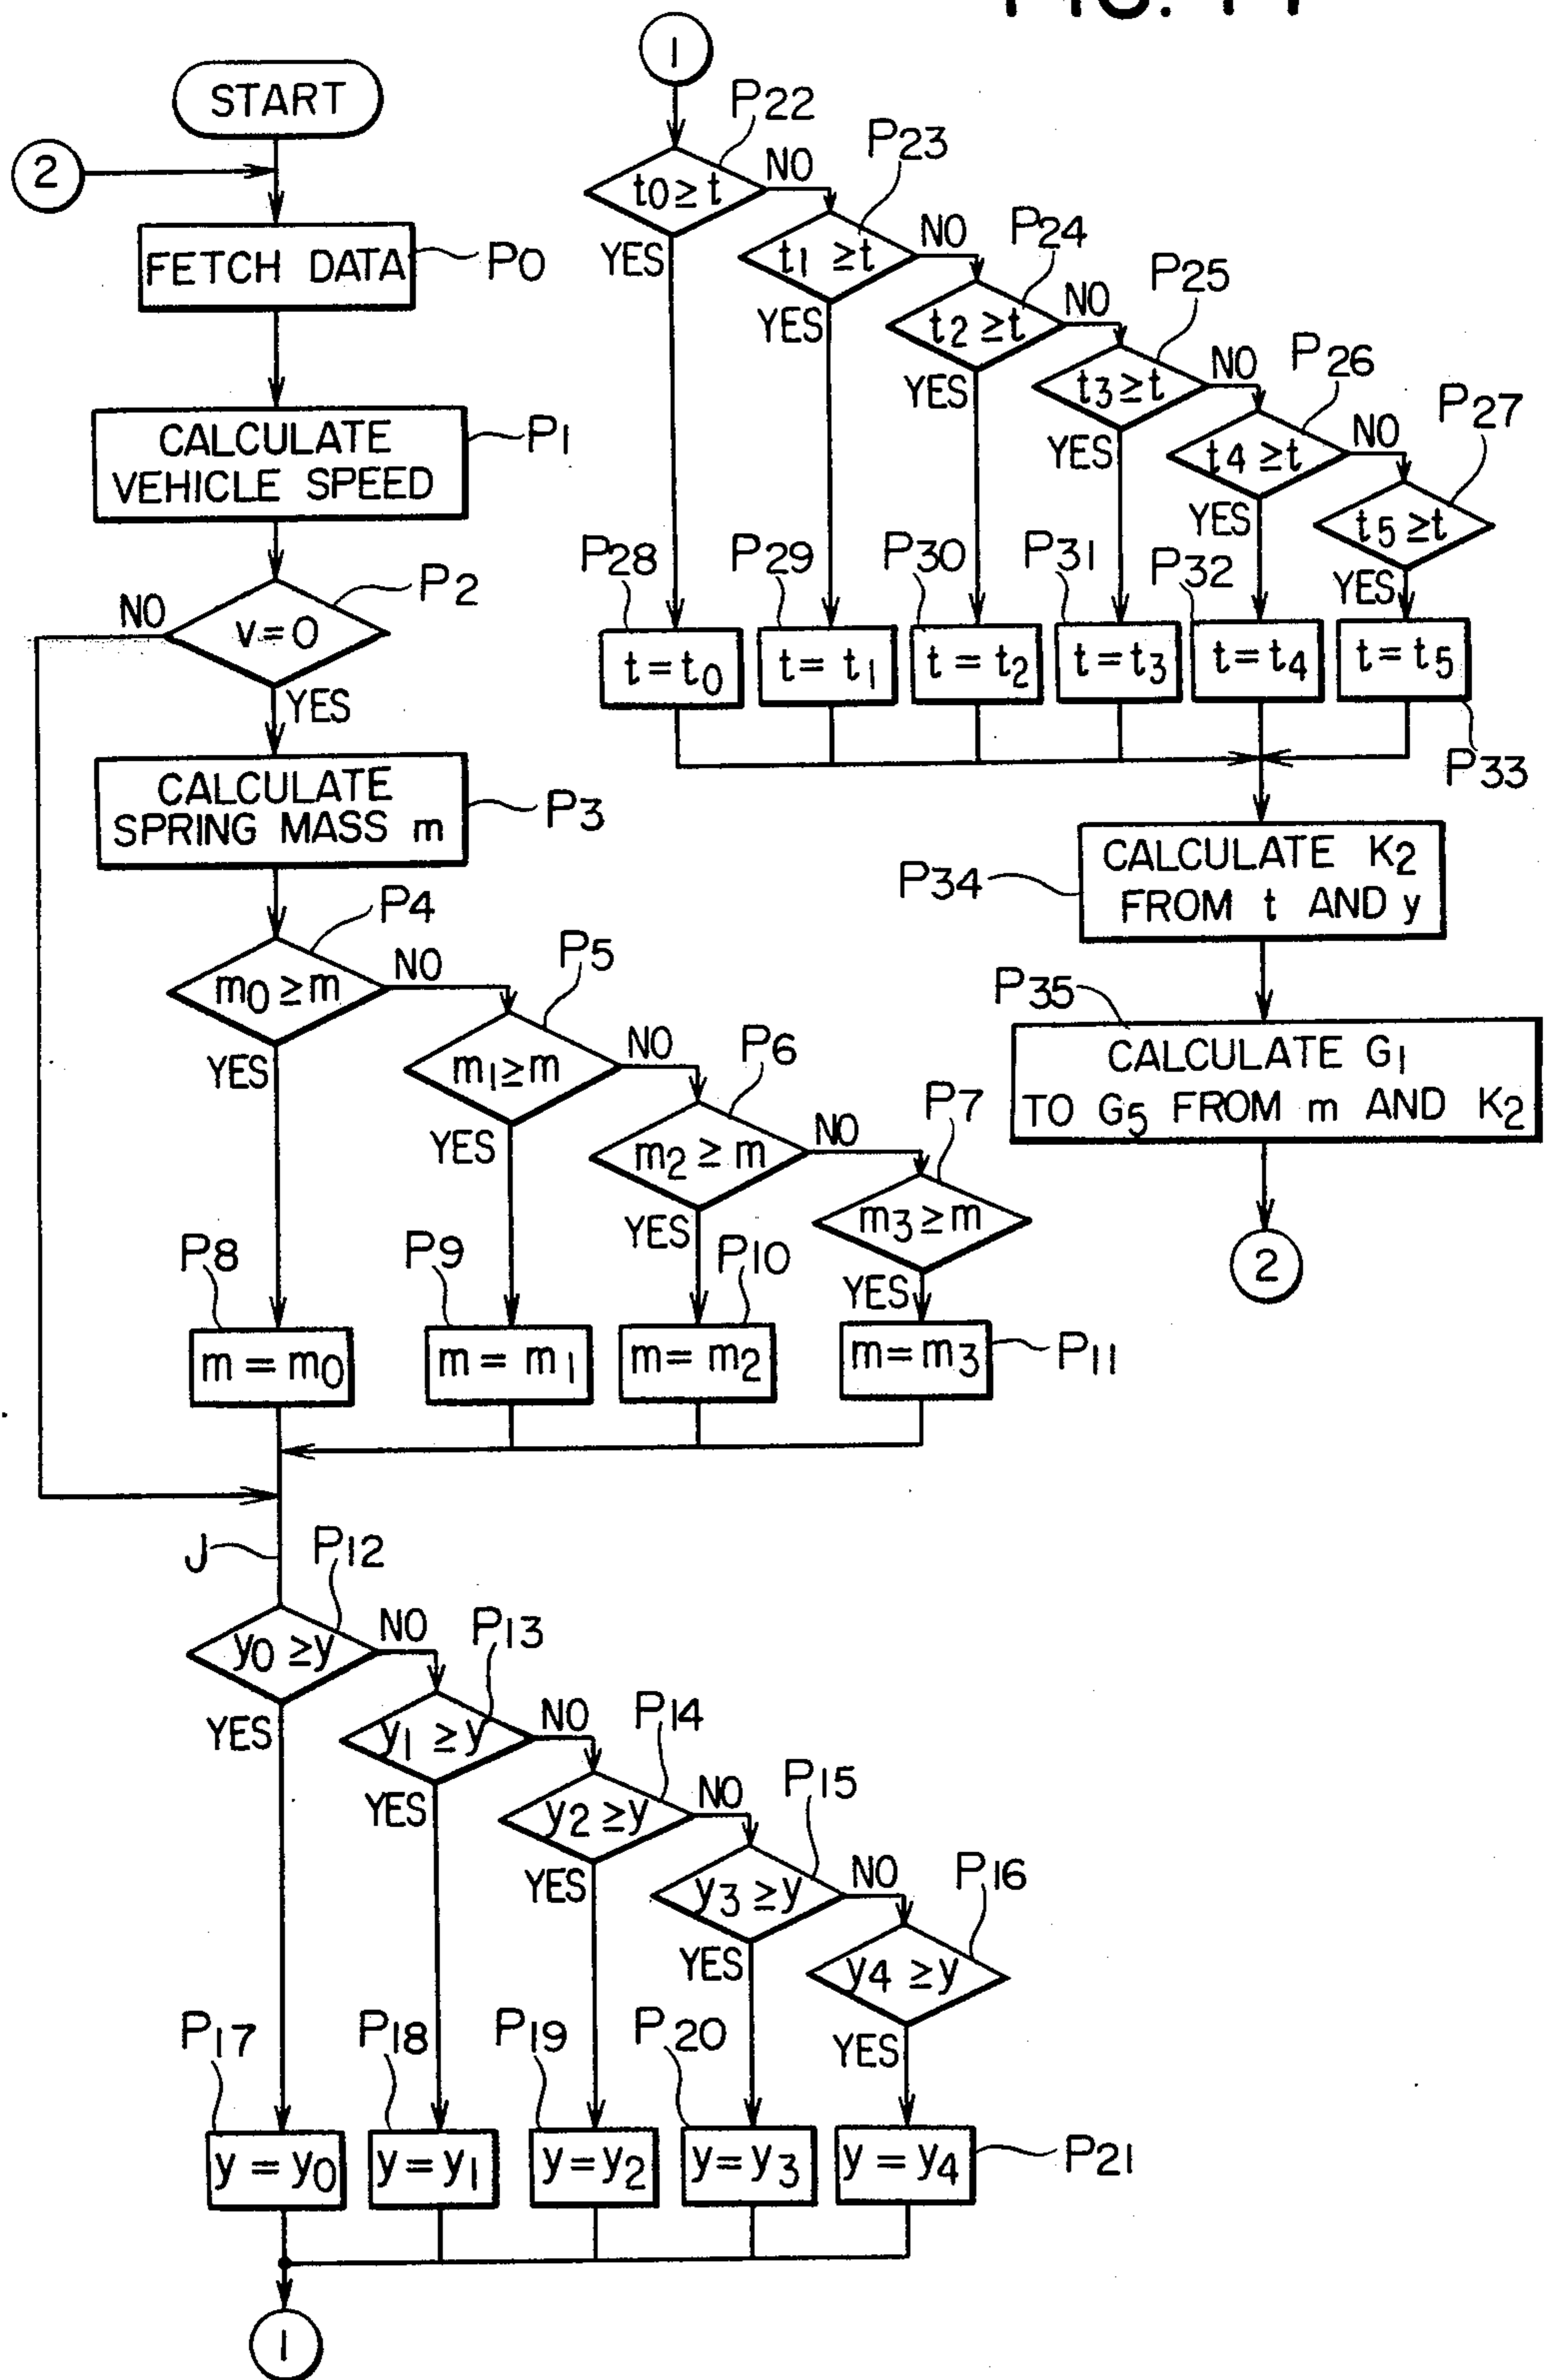 START
2
FETCH DATA
P0
CALCULATE
VEHICLE SPEED
P1
v=0
P2
NO
YES
CALCULATE
SPRING MASS m
P3
m0 ≥ m
P4
NO
YES
m1 ≥ m
P5
NO
YES
m2 ≥ m
P6
NO
YES
m3 ≥ m
P7
YES
P8
m = m0
P9
m = m1
P10
m = m2
m = m3
P11
J
P12
y0 ≥ y
NO
YES
P13
y1 ≥ y
NO
YES
P14
y2 ≥ y
NO
YES
P15
y3 ≥ y
NO
YES
P16
y4 ≥ y
YES
P17
y = y0
P18
y = y1
P19
y = y2
P20
y = y3
y = y4
P21
1
1
P22
t0 ≥ t
NO
YES
P23
t1 ≥ t
NO
YES
P24
t2 ≥ t
NO
YES
P25
t3 ≥ t
NO
YES
P26
t4 ≥ t
NO
YES
P27
t5 ≥ t
YES
P28
t = t0
P29
t = t1
P30
t = t2
P31
t = t3
P32
t = t4
t = t5
P33
P34
CALCULATE K2
FROM t AND y
P35
CALCULATE G1
TO G5 FROM m AND K2
2